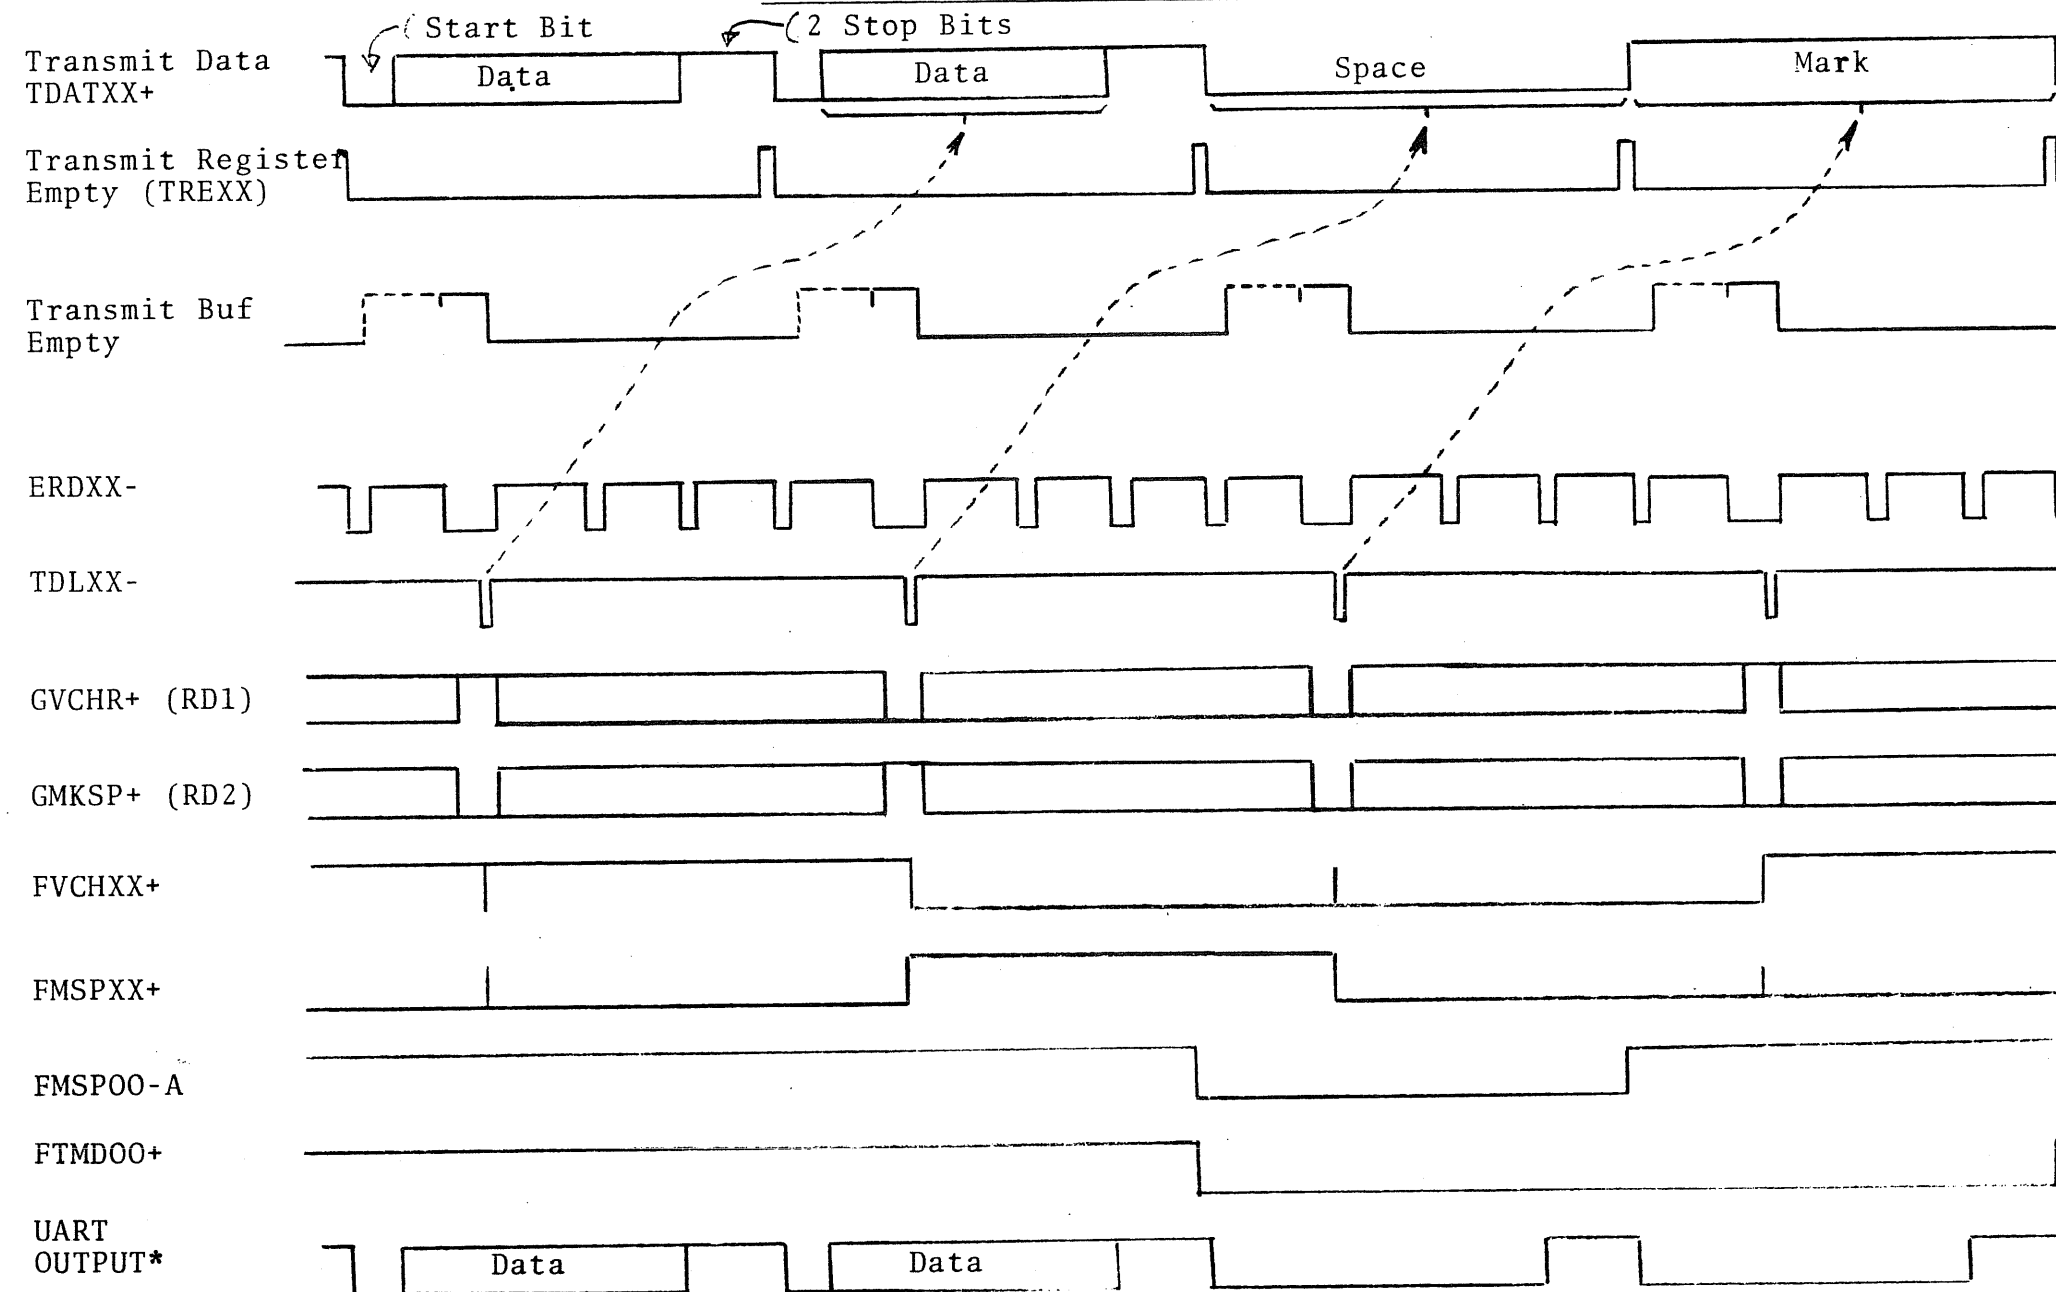 Start Bit
2 Stop Bits
Transmit Data
TDATXX+
Data
Data
Space
Mark
Transmit Register
Empty (TREXX)
Transmit Buf
Empty
ERDXX-
TDLXX-
GVCHR+ (RD1)
GMKSP+ (RD2)
FVCHXX+
FMSPXX+
FMSPOO-A
FTMDOO+
UART
OUTPUT*
Data
Data